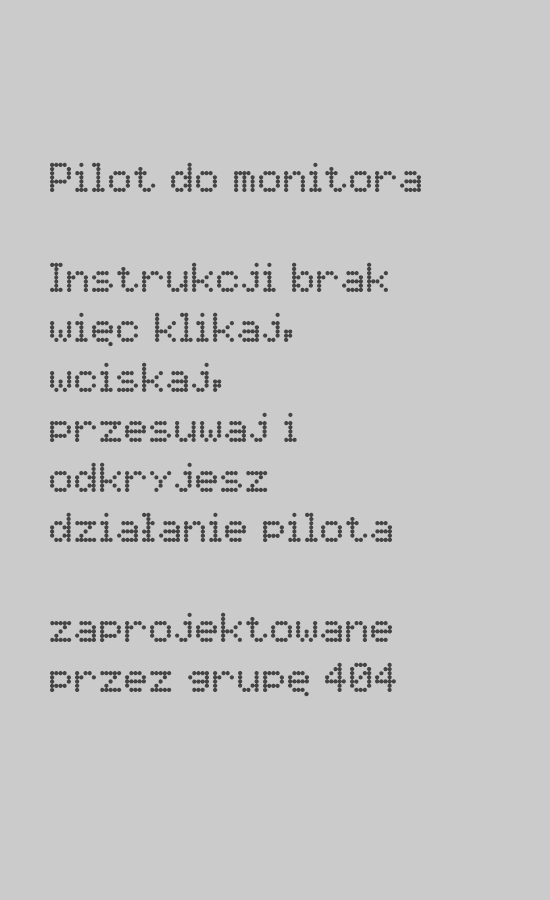 Pilot do monitora
Instrukcji brak
więc klikaj,
wciskaj,
przesuwaj i
odkryjesz
działanie pilota
zaprojektowane
przez grupę 404